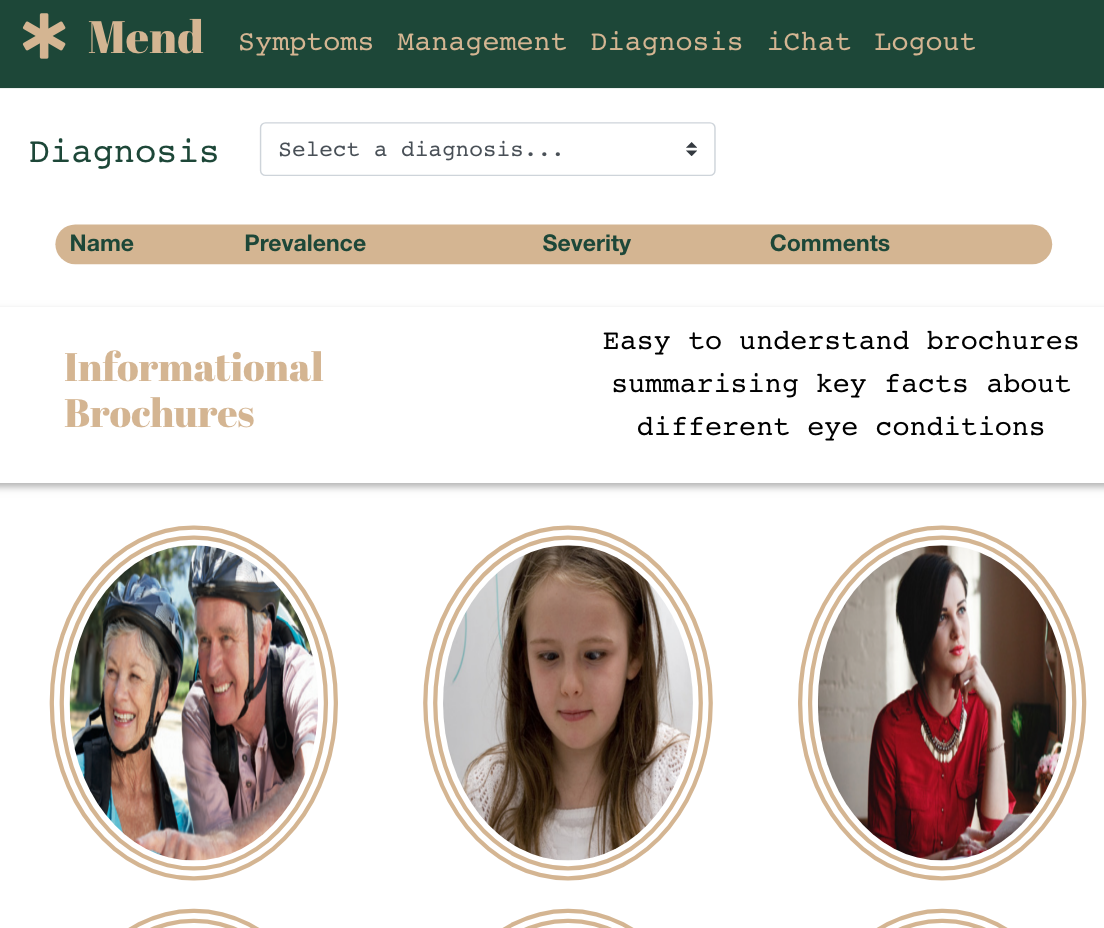 Mend Symptoms Management Diagnosis iChat Logout
Diagnosis Select a diagnosis...
Name Prevalence Severity Comments
Informational
Brochures
Easy to understand brochures
summarising key facts about
different eye conditions